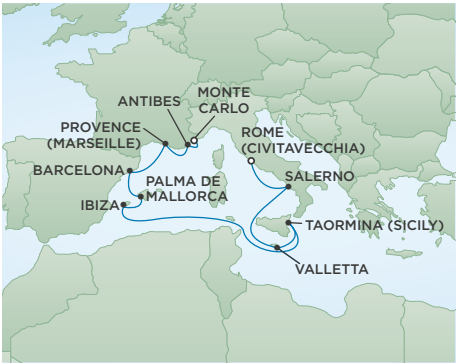 MONTE
CARLO
ANTIBES
PROVENCE
(MARSEILLE)
ROME
(CIVITAVECCHIA)
BARCELONA
PALMA DE
MALLORCA
SALERNO
IBIZA
TAORMINA (SICILY)
VALLETTA